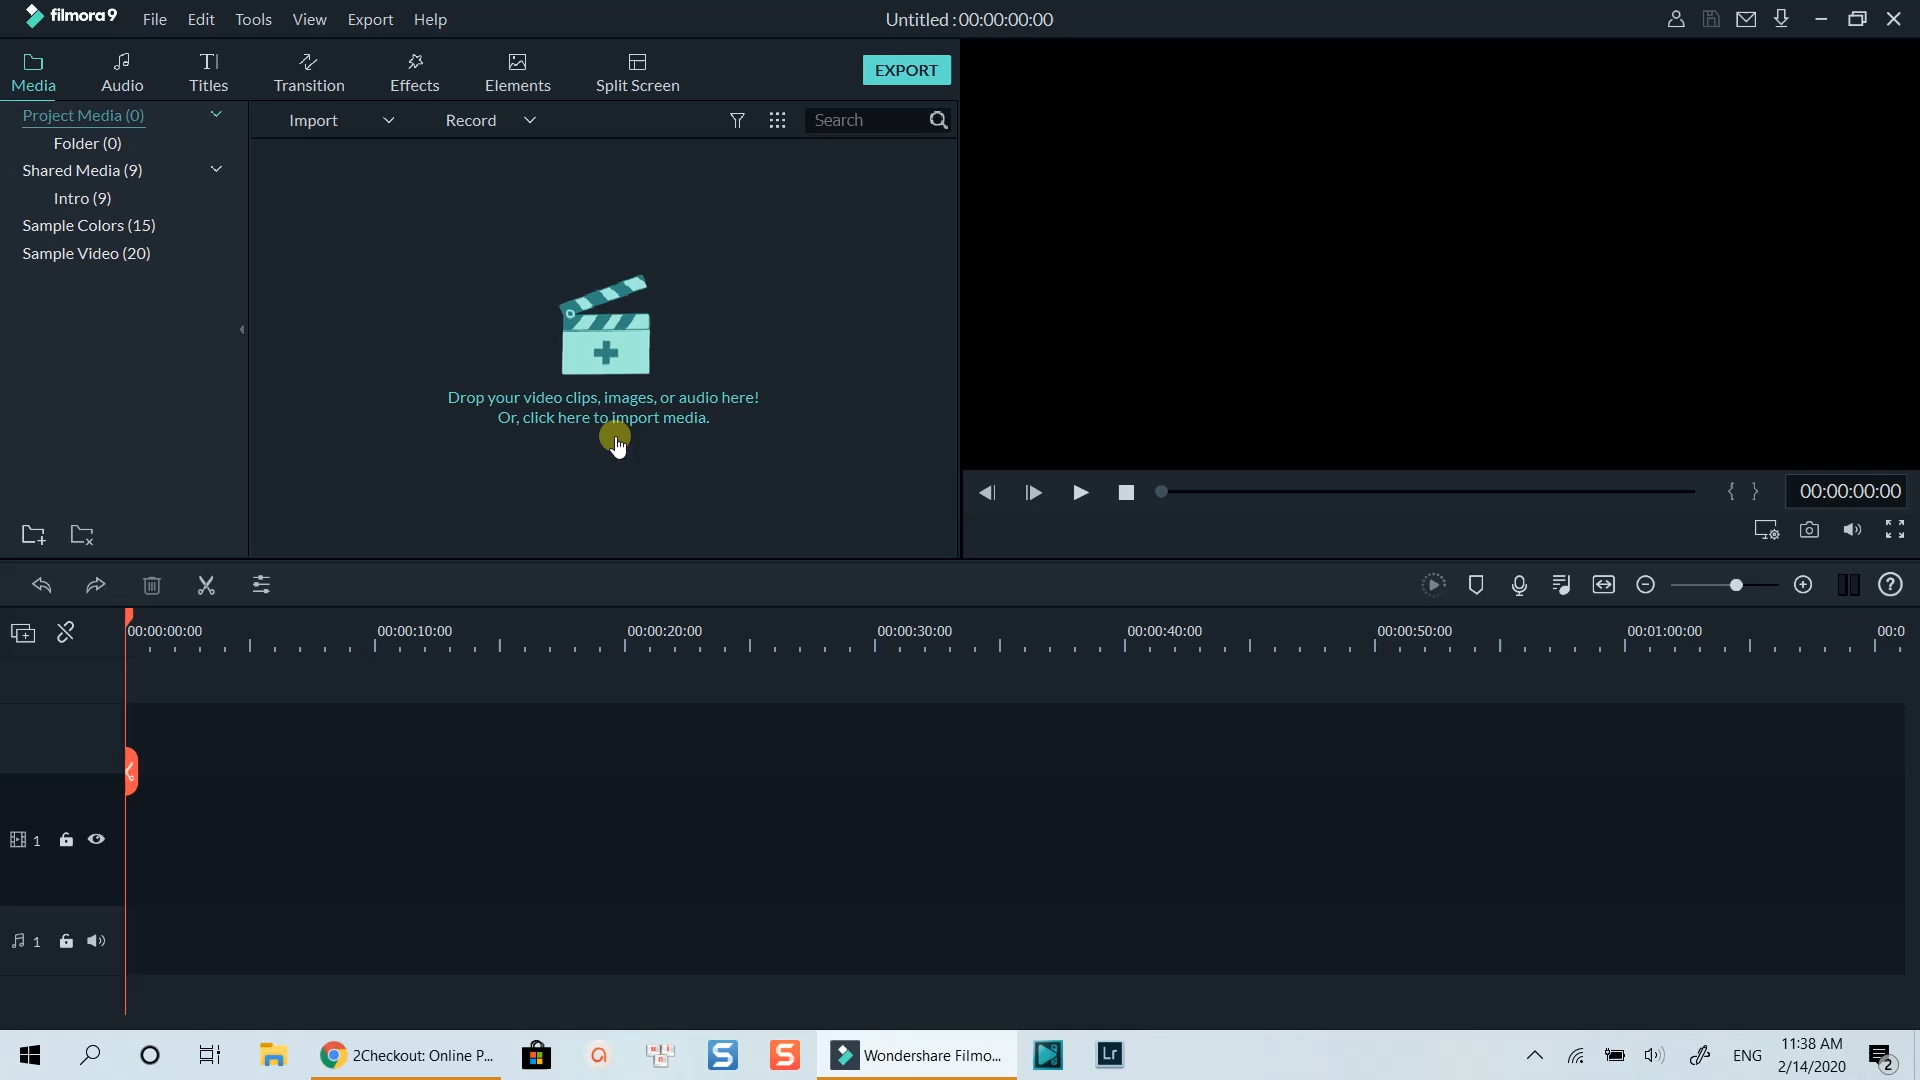 filmora9
File
Edit
Tools
View
Export
Help
Untitled : 00:00:00:00
Media
Audio
Titles
Transition
Effects
Elements
Split Screen
EXPORT
Project Media (0)
Folder (0)
Shared Media (9)
Intro (9)
Sample Colors (15)
Sample Video (20)
Import
Record
Search
Drop your video clips, images, or audio here!
Or, click here to import media.
00:00:00:00
00:00:00:00
00:00:10:00
00:00:20:00
00:00:30:00
00:00:40:00
00:00:50:00
00:01:00:00
00:0
1
1
2Checkout: Online P...
S
S
Wondershare Filmo...
Lr
ENG
11:38 AM
2/14/2020
2